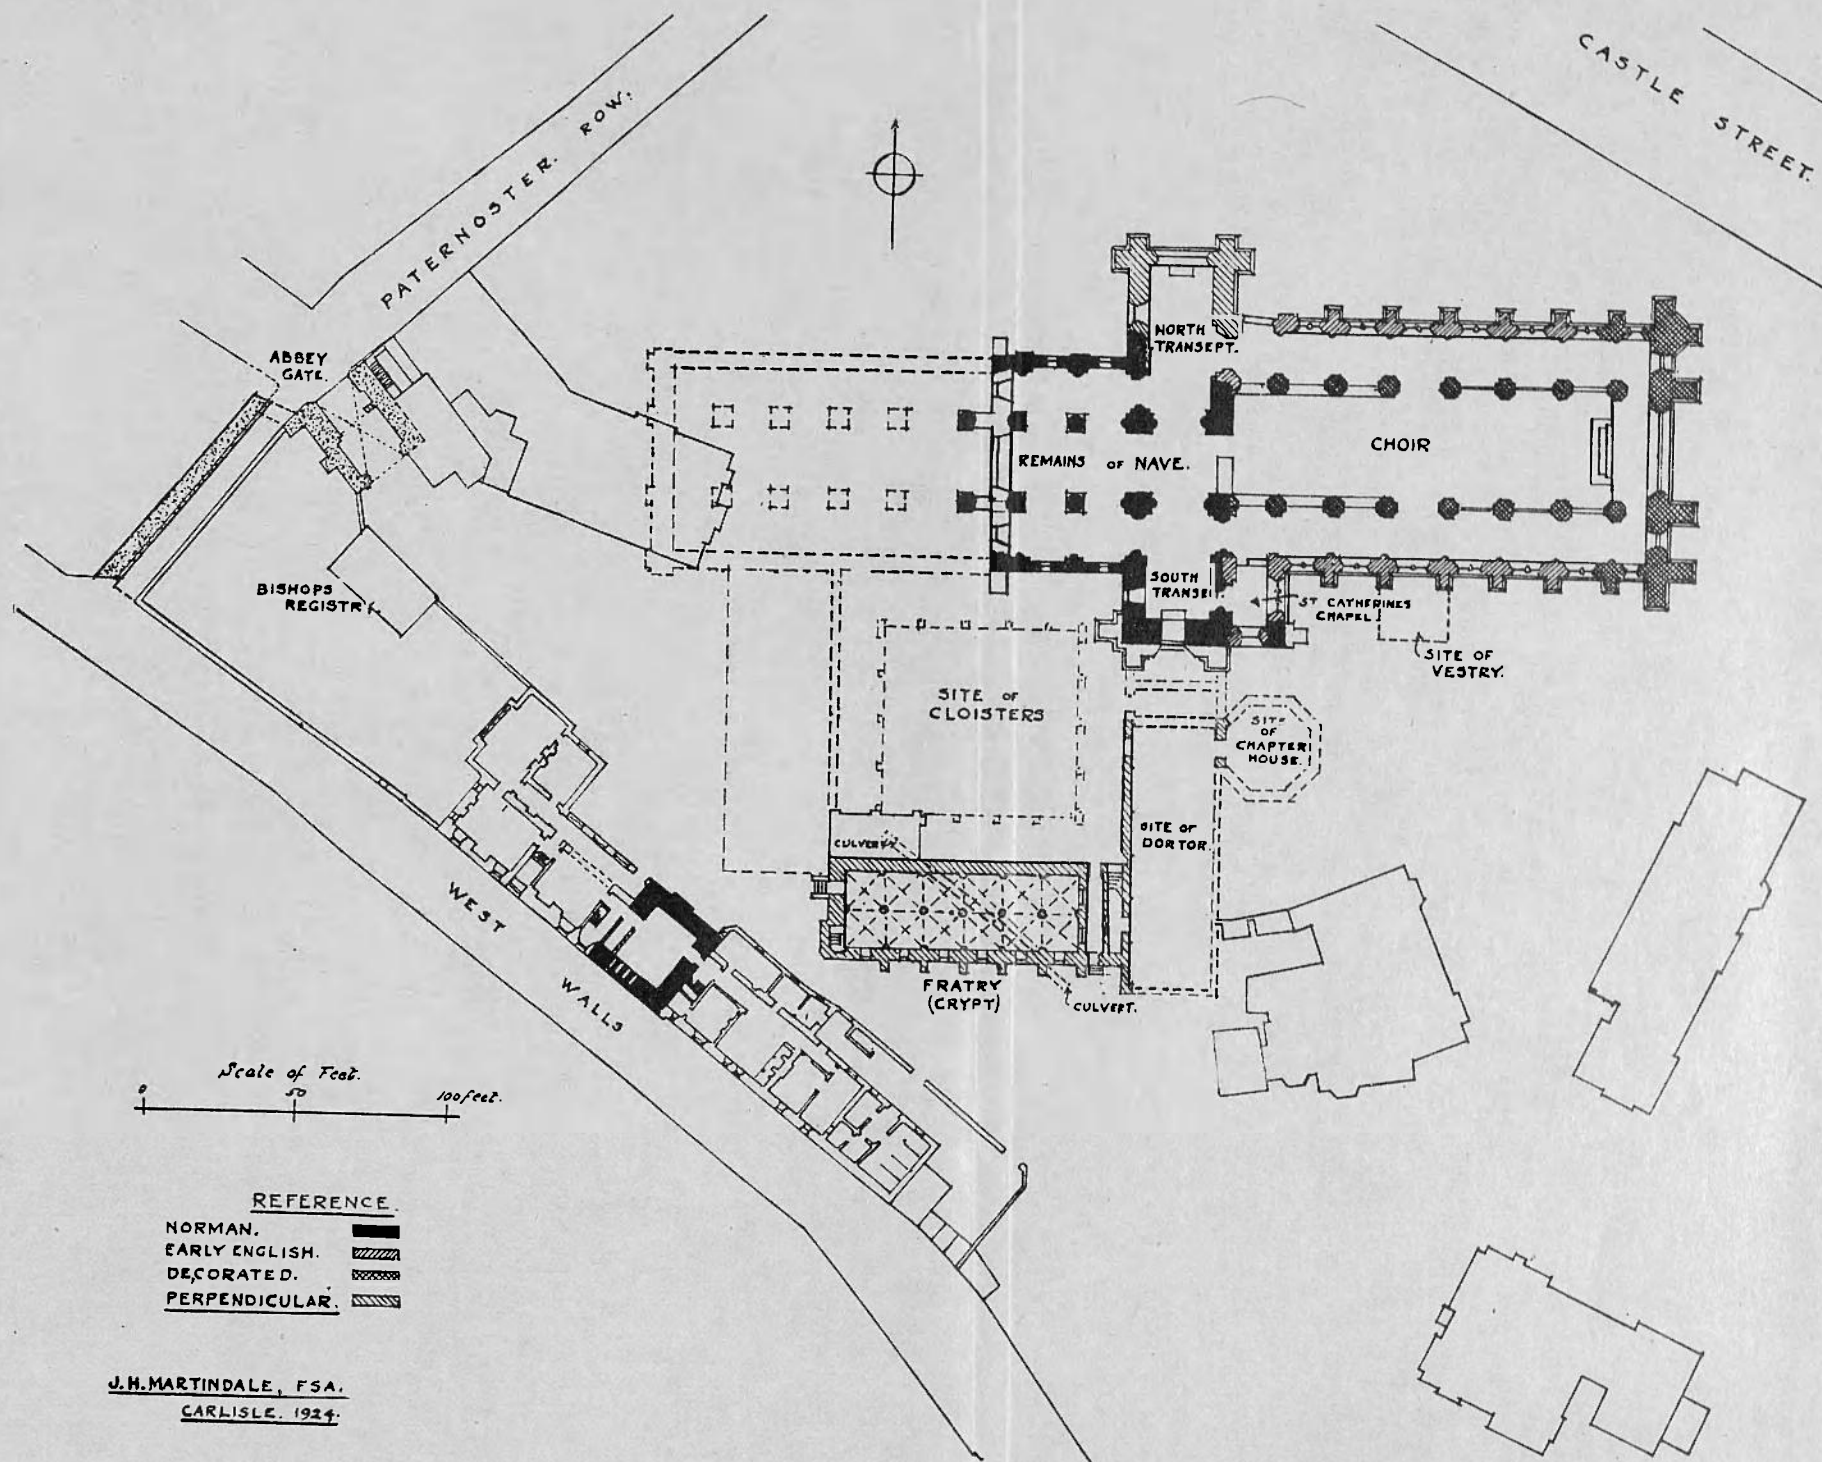 CASTLE STREET.
PATERNOSTER. ROW.
ABBEY
GATE
NORTH
TRANSEPT.
REMAINS OF NAVE.
CHOIR
BISHOPS
REGISTRY
SOUTH
ST CATHERINES
CHAPEL
SITE OF
VESTRY.
SITE OF
CLOISTERS
SITE
OF
CHAPTER
HOUSE.
CULVERT
SITE OF
DORTOR.
WEST WALLS
FRATRY
(CRYPT)
CULVERT.
Scale of Feet.
0 50 100 feet.
REFERENCE.
NORMAN.
EARLY ENGLISH.
DECORATED.
PERPENDICULAR.
J.H. MARTINDALE, FSA.
CARLISLE. 1924.